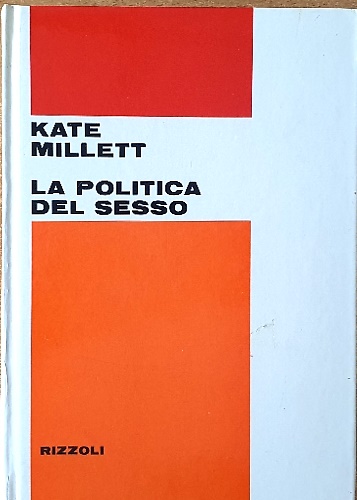 KATE
MILLETT
LA POLITICA
DEL SESSO
RIZZOLI